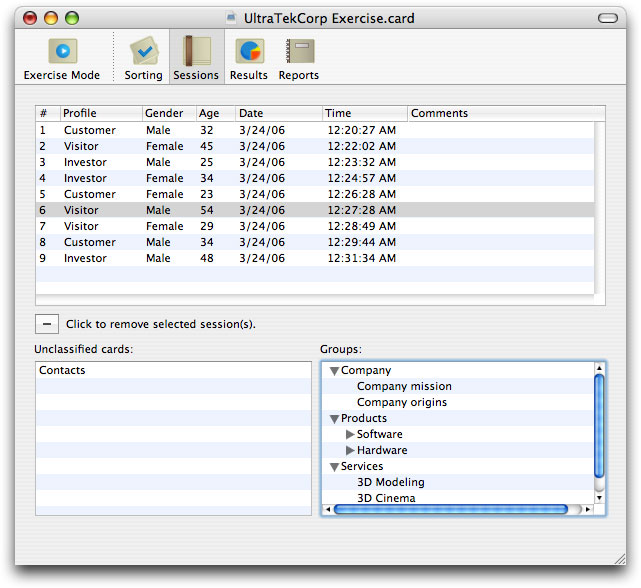 UltraTekCorp Exercise.card
Exercise Mode Sorting Sessions Results Reports
# Profile Gender Age Date Time Comments
1 Customer Male 32 3/24/06 12:20:27 AM
2 Visitor Female 45 3/24/06 12:22:02 AM
3 Investor Male 25 3/24/06 12:23:32 AM
4 Investor Female 34 3/24/06 12:24:57 AM
5 Customer Female 23 3/24/06 12:26:28 AM
6 Visitor Male 54 3/24/06 12:27:28 AM
7 Visitor Female 29 3/24/06 12:28:49 AM
8 Customer Male 34 3/24/06 12:29:44 AM
9 Investor Male 48 3/24/06 12:31:34 AM
Click to remove selected session(s).
Unclassified cards:
Contacts
Groups:
Company
Company mission
Company origins
Products
Software
Hardware
Services
3D Modeling
3D Cinema